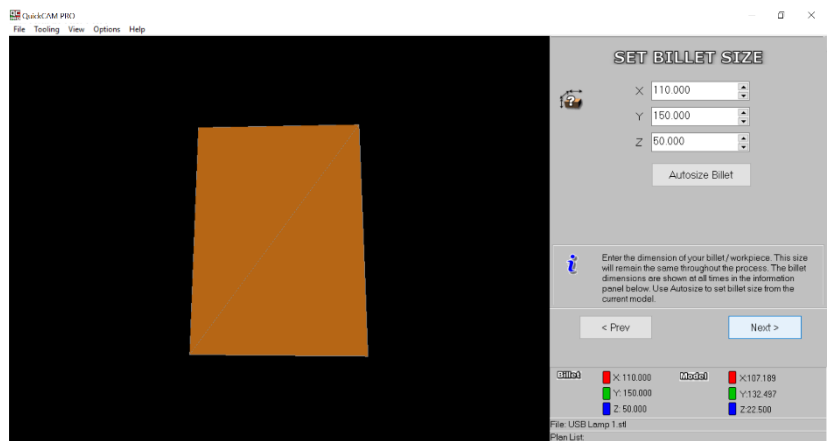 QuickCAM PRO
File Tooling View Options Help
SET BILLET SIZE
X 110.000
Y 150.000
Z 50.000
Autosize Billet
Enter the dimension of your billet/workpiece. This size
will remain the same throughout the process. The billet
dimensions are shown at all times in the information
panel below. Use Autosize to set billet size from the
current model.
< Prev Next >
Billet X: 110.000 Model X:107.189
Y: 150.000 Y:132.497
Z: 50.000 Z:22.500
File: USB Lamp 1.stl
Plan List: